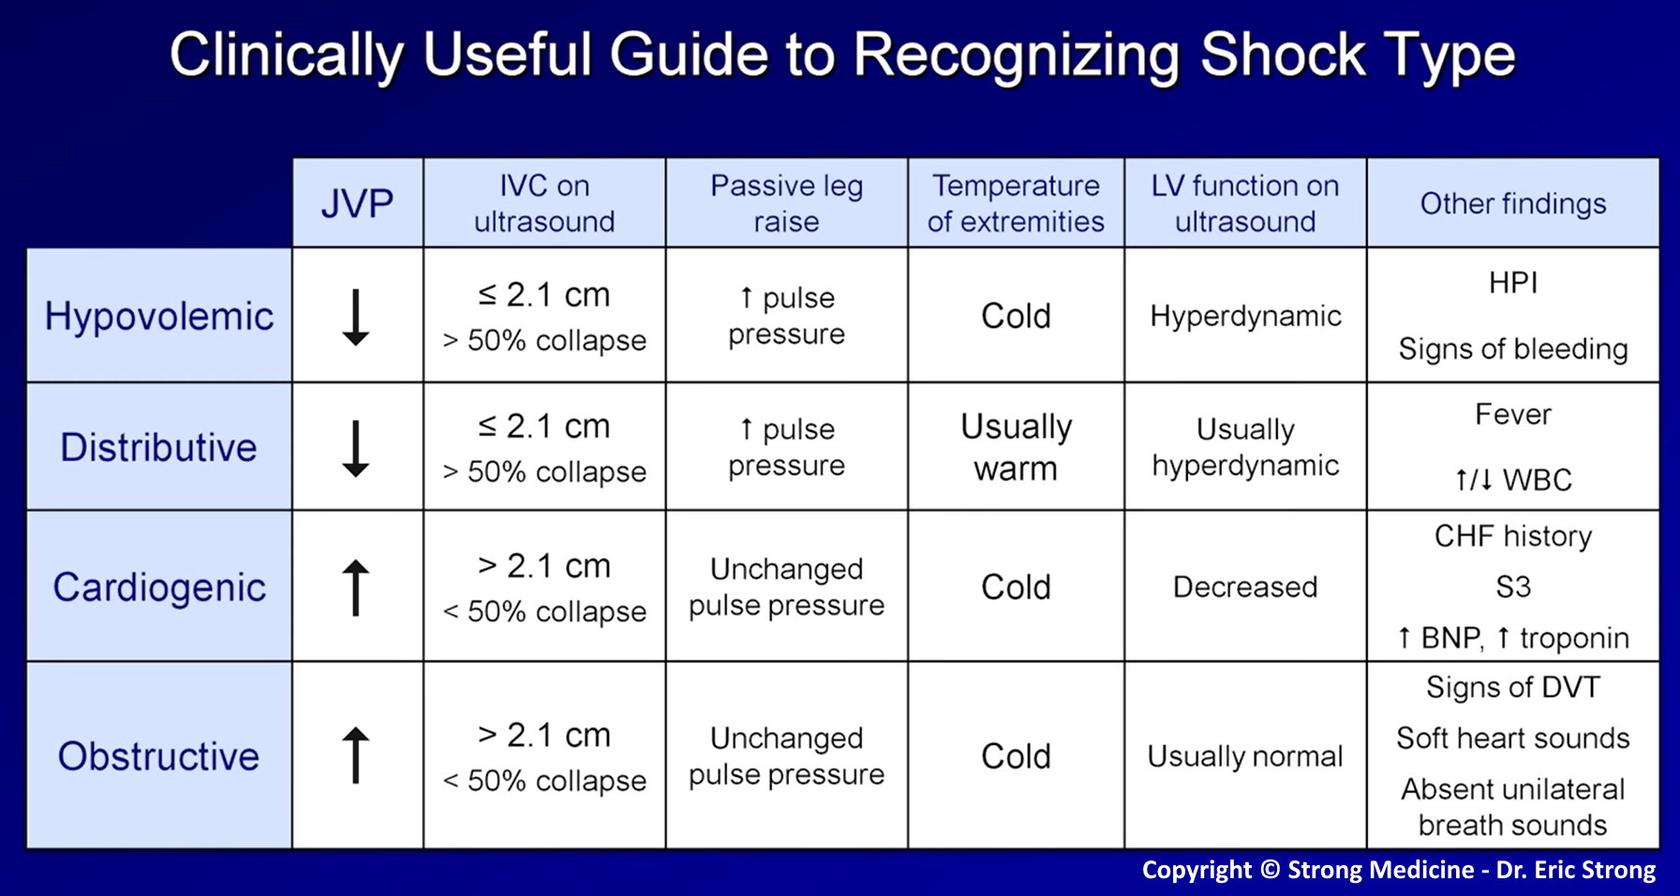 Clinically Useful Guide to Recognizing Shock Type
JVP
IVC on
ultrasound
Passive leg
raise
Temperature
of extremities
LV function on
ultrasound
Other findings
Hypovolemic
↓
≤ 2.1 cm
> 50% collapse
↑ pulse
pressure
Cold
Hyperdynamic
HPI
Signs of bleeding
Distributive
↓
≤ 2.1 cm
> 50% collapse
↑ pulse
pressure
Usually
warm
Usually
hyperdynamic
Fever
↑/↓ WBC
Cardiogenic
↑
> 2.1 cm
< 50% collapse
Unchanged
pulse pressure
Cold
Decreased
CHF history
S3
↑ BNP, ↑ troponin
Obstructive
↑
> 2.1 cm
< 50% collapse
Unchanged
pulse pressure
Cold
Usually normal
Signs of DVT
Soft heart sounds
Absent unilateral
breath sounds
Copyright © Strong Medicine - Dr. Eric Strong